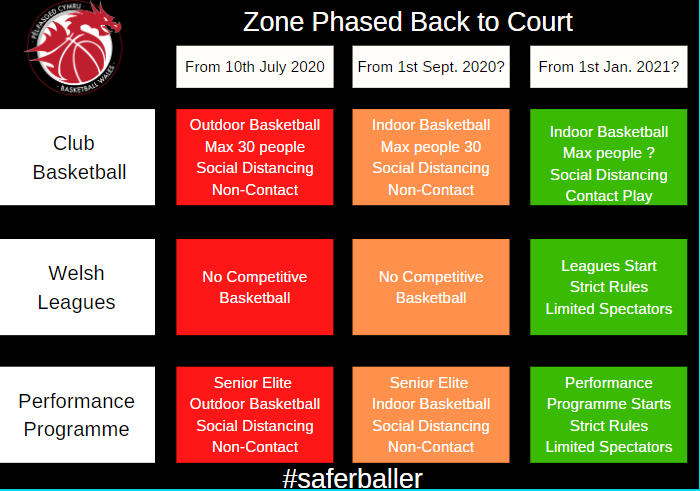 PÊL-FASGED CYMRU
· BASKETBALL WALES ·
Zone Phased Back to Court
From 10th July 2020
From 1st Sept. 2020?
From 1st Jan. 2021?
Club
Basketball
Outdoor Basketball
Max 30 people
Social Distancing
Non-Contact
Indoor Basketball
Max people 30
Social Distancing
Non-Contact
Indoor Basketball
Max people ?
Social Distancing
Contact Play
Welsh
Leagues
No Competitive
Basketball
No Competitive
Basketball
Leagues Start
Strict Rules
Limited Spectators
Performance
Programme
Senior Elite
Outdoor Basketball
Social Distancing
Non-Contact
Senior Elite
Indoor Basketball
Social Distancing
Non-Contact
Performance
Programme Starts
Strict Rules
Limited Spectators
#saferballer